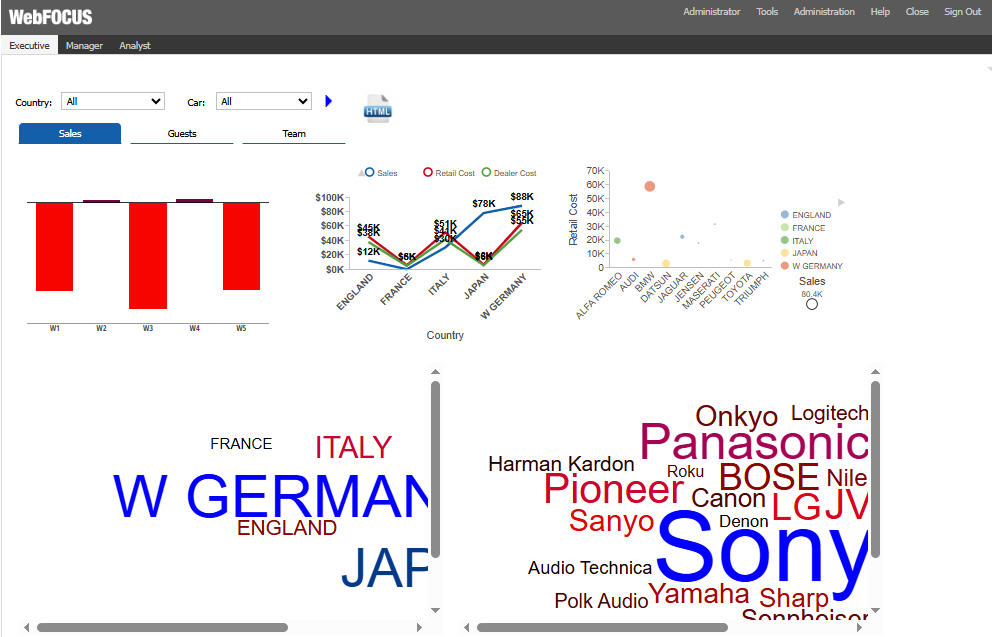 WebFOCUS
Administrator Tools Administration Help Close Sign Out
Executive Manager Analyst
Country: All Car: All
HTML
Sales Guests Team
W1 W2 W3 W4 W5
Sales Retail Cost Dealer Cost
$100K
$80K
$60K
$40K
$20K
$0K
$45K
$38K
$12K
$6K
$51K
$41K
$30K
$78K
$6K
$88K
$65K
$55K
ENGLAND FRANCE ITALY JAPAN W GERMANY
Country
Retail Cost
70K
60K
50K
40K
30K
20K
10K
0
ALFA ROMEO AUDI BMW DATSUN JAGUAR JENSEN MASERATI PEUGEOT TOYOTA TRIUMPH
ENGLAND
FRANCE
ITALY
JAPAN
W GERMANY
Sales
80.4K
FRANCE ITALY
W GERMAN
ENGLAND
JAP
Onkyo Logitech
Panasonic
Harman Kardon Roku BOSE Nile
Pioneer Canon LG JV
Sanyo Denon
Sony
Audio Technica
Polk Audio Yamaha Sharp
Sennheiser